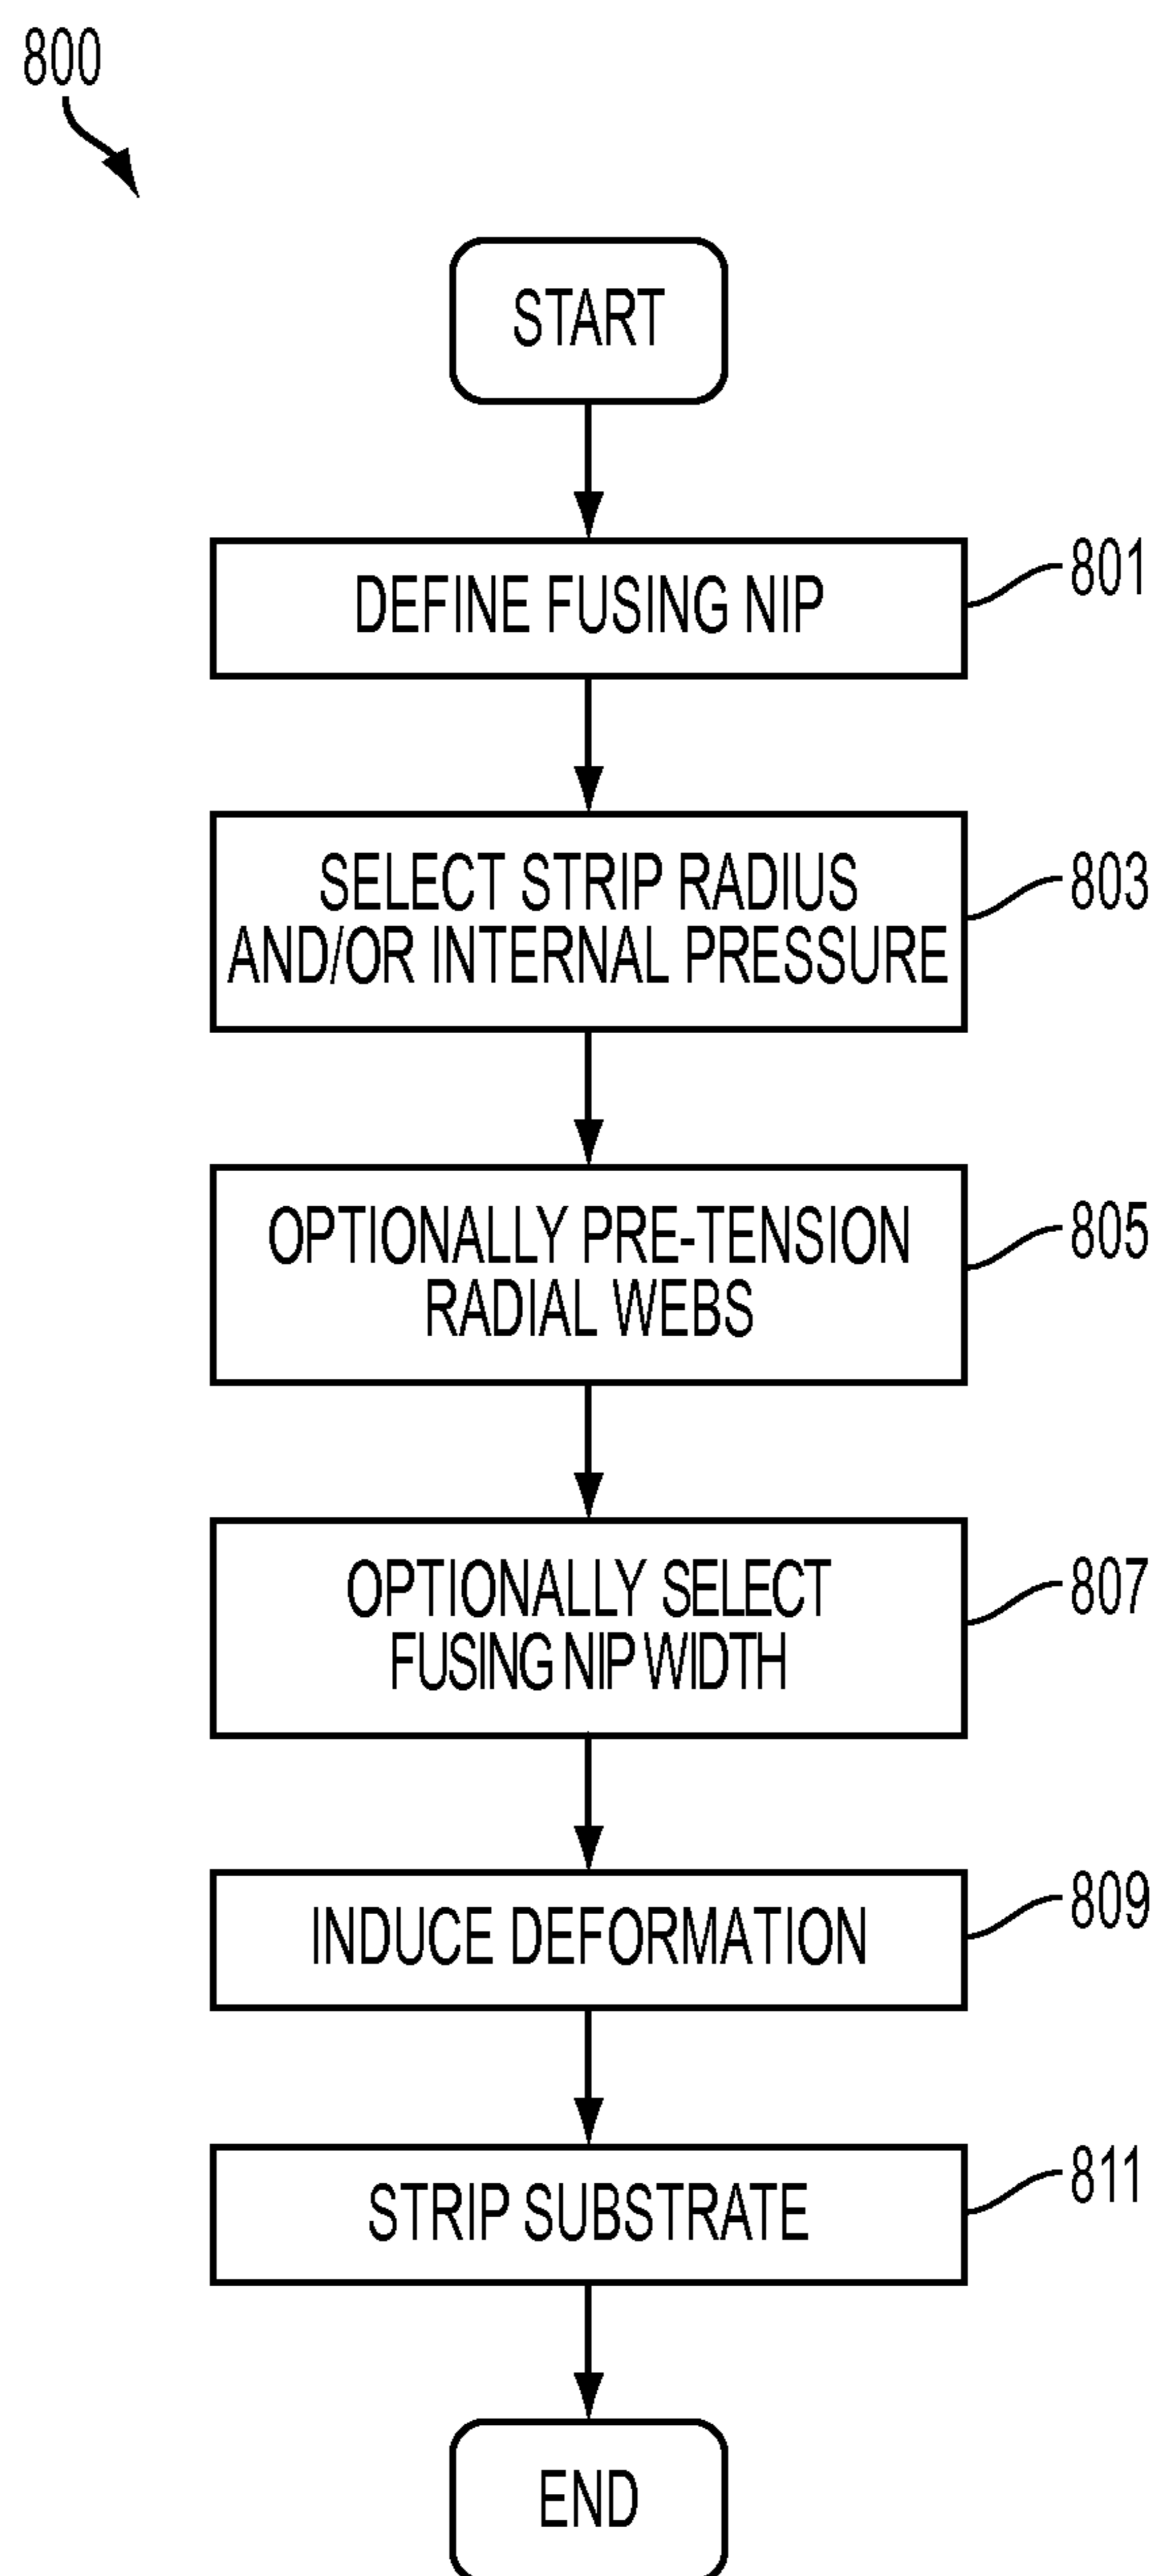 800
START
DEFINE FUSING NIP
801
SELECT STRIP RADIUS
AND/OR INTERNAL PRESSURE
803
OPTIONALLY PRE-TENSION
RADIAL WEBS
805
OPTIONALLY SELECT
FUSING NIP WIDTH
807
INDUCE DEFORMATION
809
STRIP SUBSTRATE
811
END